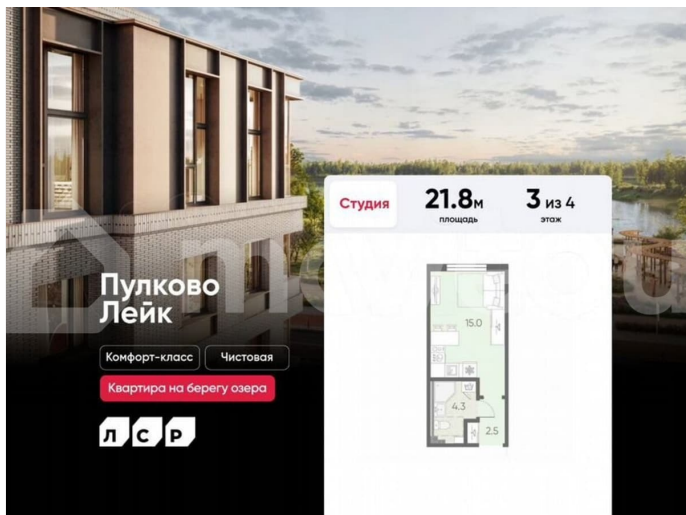 Студия
21.8м
площадь
3 из 4
этаж
Пулково
Лейк
Комфорт-класс
Чистовая
Квартира на берегу озера
ЛСР
15.0
4.3
2.5